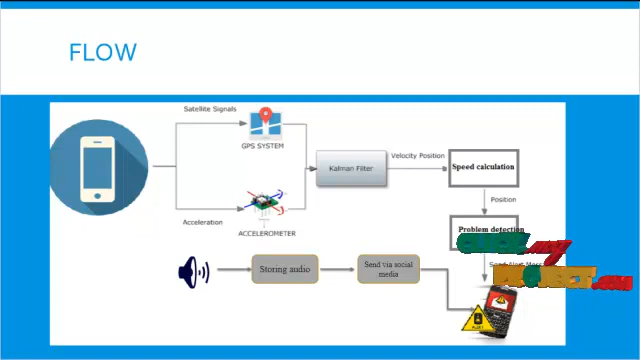 FLOW
Satellite Signals
GPS SYSTEM
Velocity Position
Kalman Filter
Speed calculation
Acceleration
Position
ACCELEROMETER
Problem detection
Storing audio
Send via social
media
ALERT